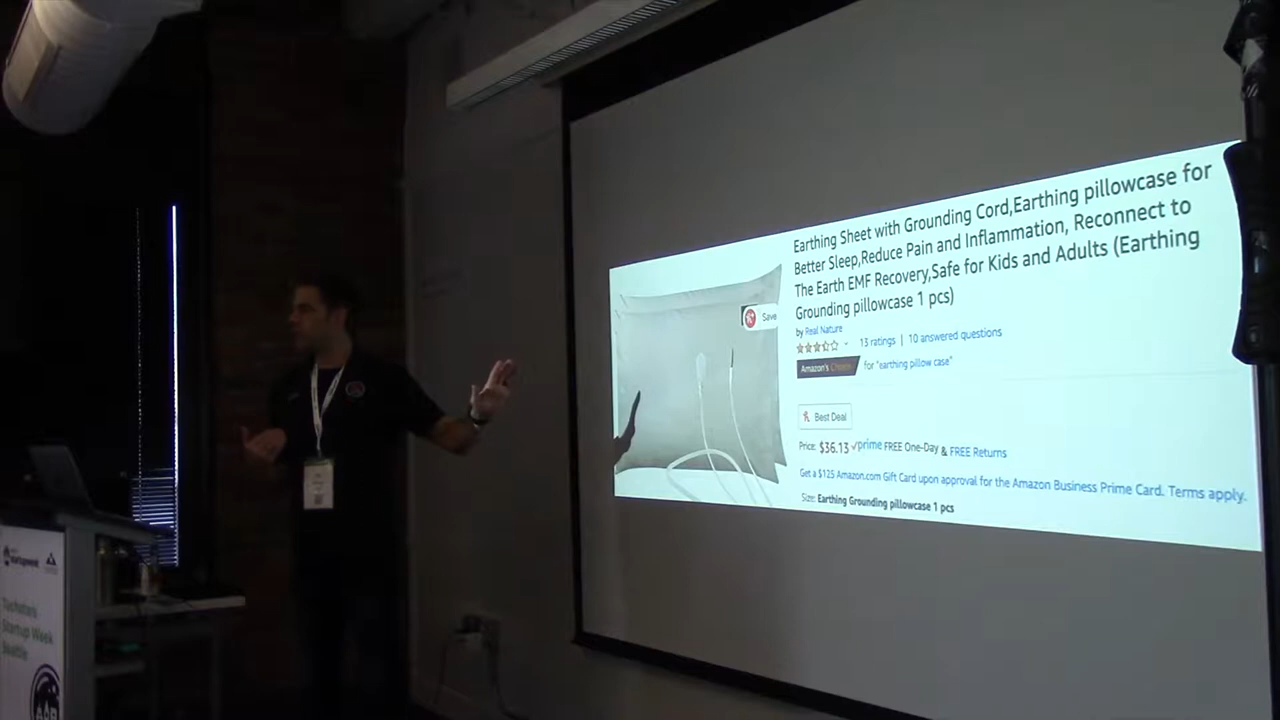 Earthing Sheet with Grounding Cord,Earthing pillowcase for
Better Sleep,Reduce Pain and Inflammation, Reconnect to
The Earth EMF Recovery,Safe for Kids and Adults (Earthing
Grounding pillowcase 1 pcs)
by Real Nature
13 ratings | 10 answered questions
Amazon's Choice for "earthing pillow case"
Save
Best Deal
Price: $36.13 prime FREE One-Day & FREE Returns
Get a $125 Amazon.com Gift Card upon approval for the Amazon Business Prime Card. Terms apply.
Size: Earthing Grounding pillowcase 1 pcs
Techstars
Startup Week
Seattle